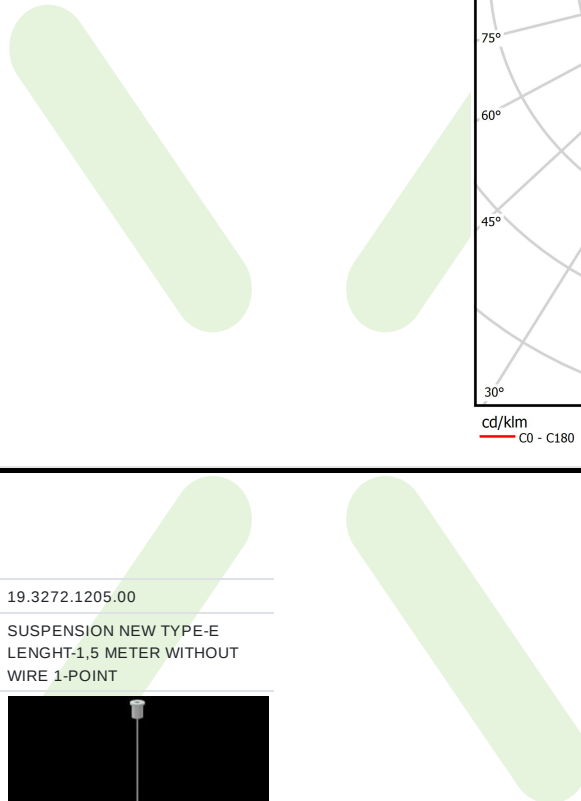 75°
60°
45°
30°
cd/klm
C0 - C180
19.3272.1205.00
SUSPENSION NEW TYPE-E
LENGHT-1,5 METER WITHOUT
WIRE 1-POINT